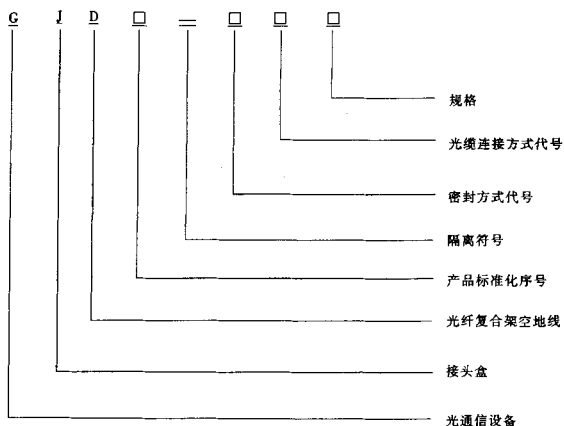 G J D □ — □ □ □
规格
光缆连接方式代号
密封方式代号
隔离符号
产品标准化序号
光纤复合架空地线
接头盒
光通信设备